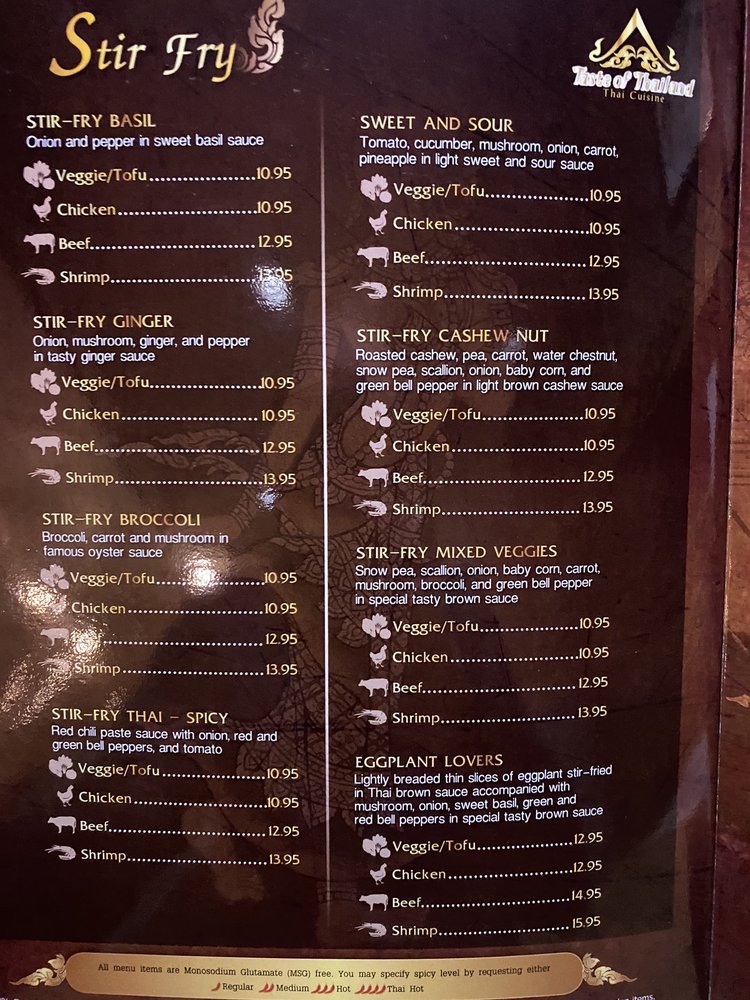 Stir Fry
Taste of Thailand
Thai Cuisine
STIR-FRY BASIL
Onion and pepper in sweet basil sauce
Veggie/Tofu..................10.95
Chicken..................10.95
Beef..................12.95
Shrimp..................13.95
STIR-FRY GINGER
Onion, mushroom, ginger, and pepper
in tasty ginger sauce
Veggie/Tofu..................10.95
Chicken..................10.95
Beef..................12.95
Shrimp..................13.95
STIR-FRY BROCCOLI
Broccoli, carrot and mushroom in
famous oyster sauce
Veggie/Tofu..................10.95
Chicken..................10.95
..................12.95
Shrimp..................13.95
STIR-FRY THAI - SPICY
Red chili paste sauce with onion, red and
green bell peppers, and tomato
Veggie/Tofu..................10.95
Chicken..................10.95
Beef..................12.95
Shrimp..................13.95
SWEET AND SOUR
Tomato, cucumber, mushroom, onion, carrot,
pineapple in light sweet and sour sauce
Veggie/Tofu..................10.95
Chicken..................10.95
Beef..................12.95
Shrimp..................13.95
STIR-FRY CASHEW NUT
Roasted cashew, pea, carrot, water chestnut,
snow pea, scallion, onion, baby corn, and
green bell pepper in light brown cashew sauce
Veggie/Tofu..................10.95
Chicken..................10.95
Beef..................12.95
Shrimp..................13.95
STIR-FRY MIXED VEGGIES
Snow pea, scallion, onion, baby corn, carrot,
mushroom, broccoli, and green bell pepper
in special tasty brown sauce
Veggie/Tofu..................10.95
Chicken..................10.95
Beef..................12.95
Shrimp..................13.95
EGGPLANT LOVERS
Lightly breaded thin slices of eggplant stir-fried
in Thai brown sauce accompanied with
mushroom, onion, sweet basil, green and
red bell peppers in special tasty brown sauce
Veggie/Tofu..................12.95
Chicken..................12.95
Beef..................14.95
Shrimp..................15.95
All menu items are Monosodium Glutamate (MSG) free. You may specify spicy level by requesting either
Regular Medium Hot Thai Hot
items.